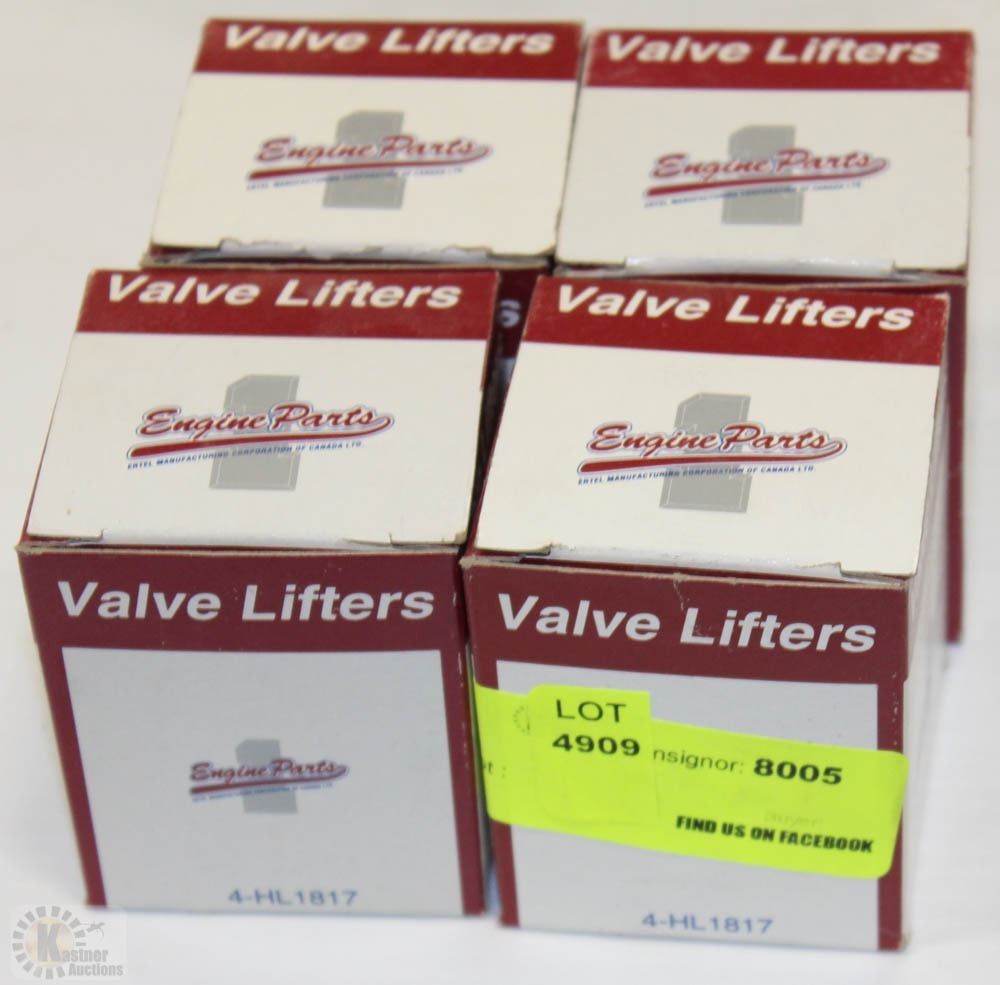 Valve Lifters
Engine Parts
ERTEL MANUFACTURING CORPORATION OF CANADA LTD.
Valve Lifters
Engine Parts
ERTEL MANUFACTURING CORPORATION OF CANADA LTD.
Valve Lifters
Engine Parts
ERTEL MANUFACTURING CORPORATION OF CANADA LTD.
Valve Lifters
Engine Parts
ERTEL MANUFACTURING CORPORATION OF CANADA LTD.
Valve Lifters
Engine Parts
4-HL1817
Valve Lifters
LOT
4909
nsignor: 8005
Buyer:
FIND US ON FACEBOOK
4-HL1817
Kastner
Auctions